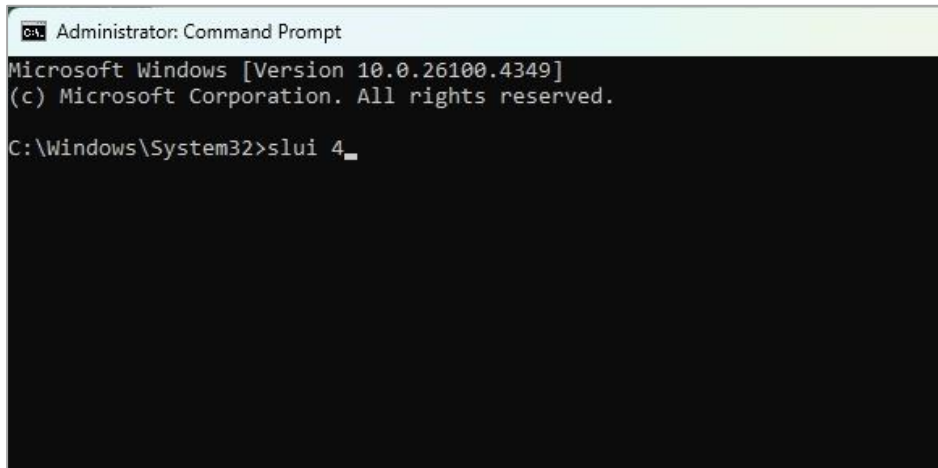 Administrator: Command Prompt
Microsoft Windows [Version 10.0.26100.4349]
(c) Microsoft Corporation. All rights reserved.
C:\Windows\System32>slui 4